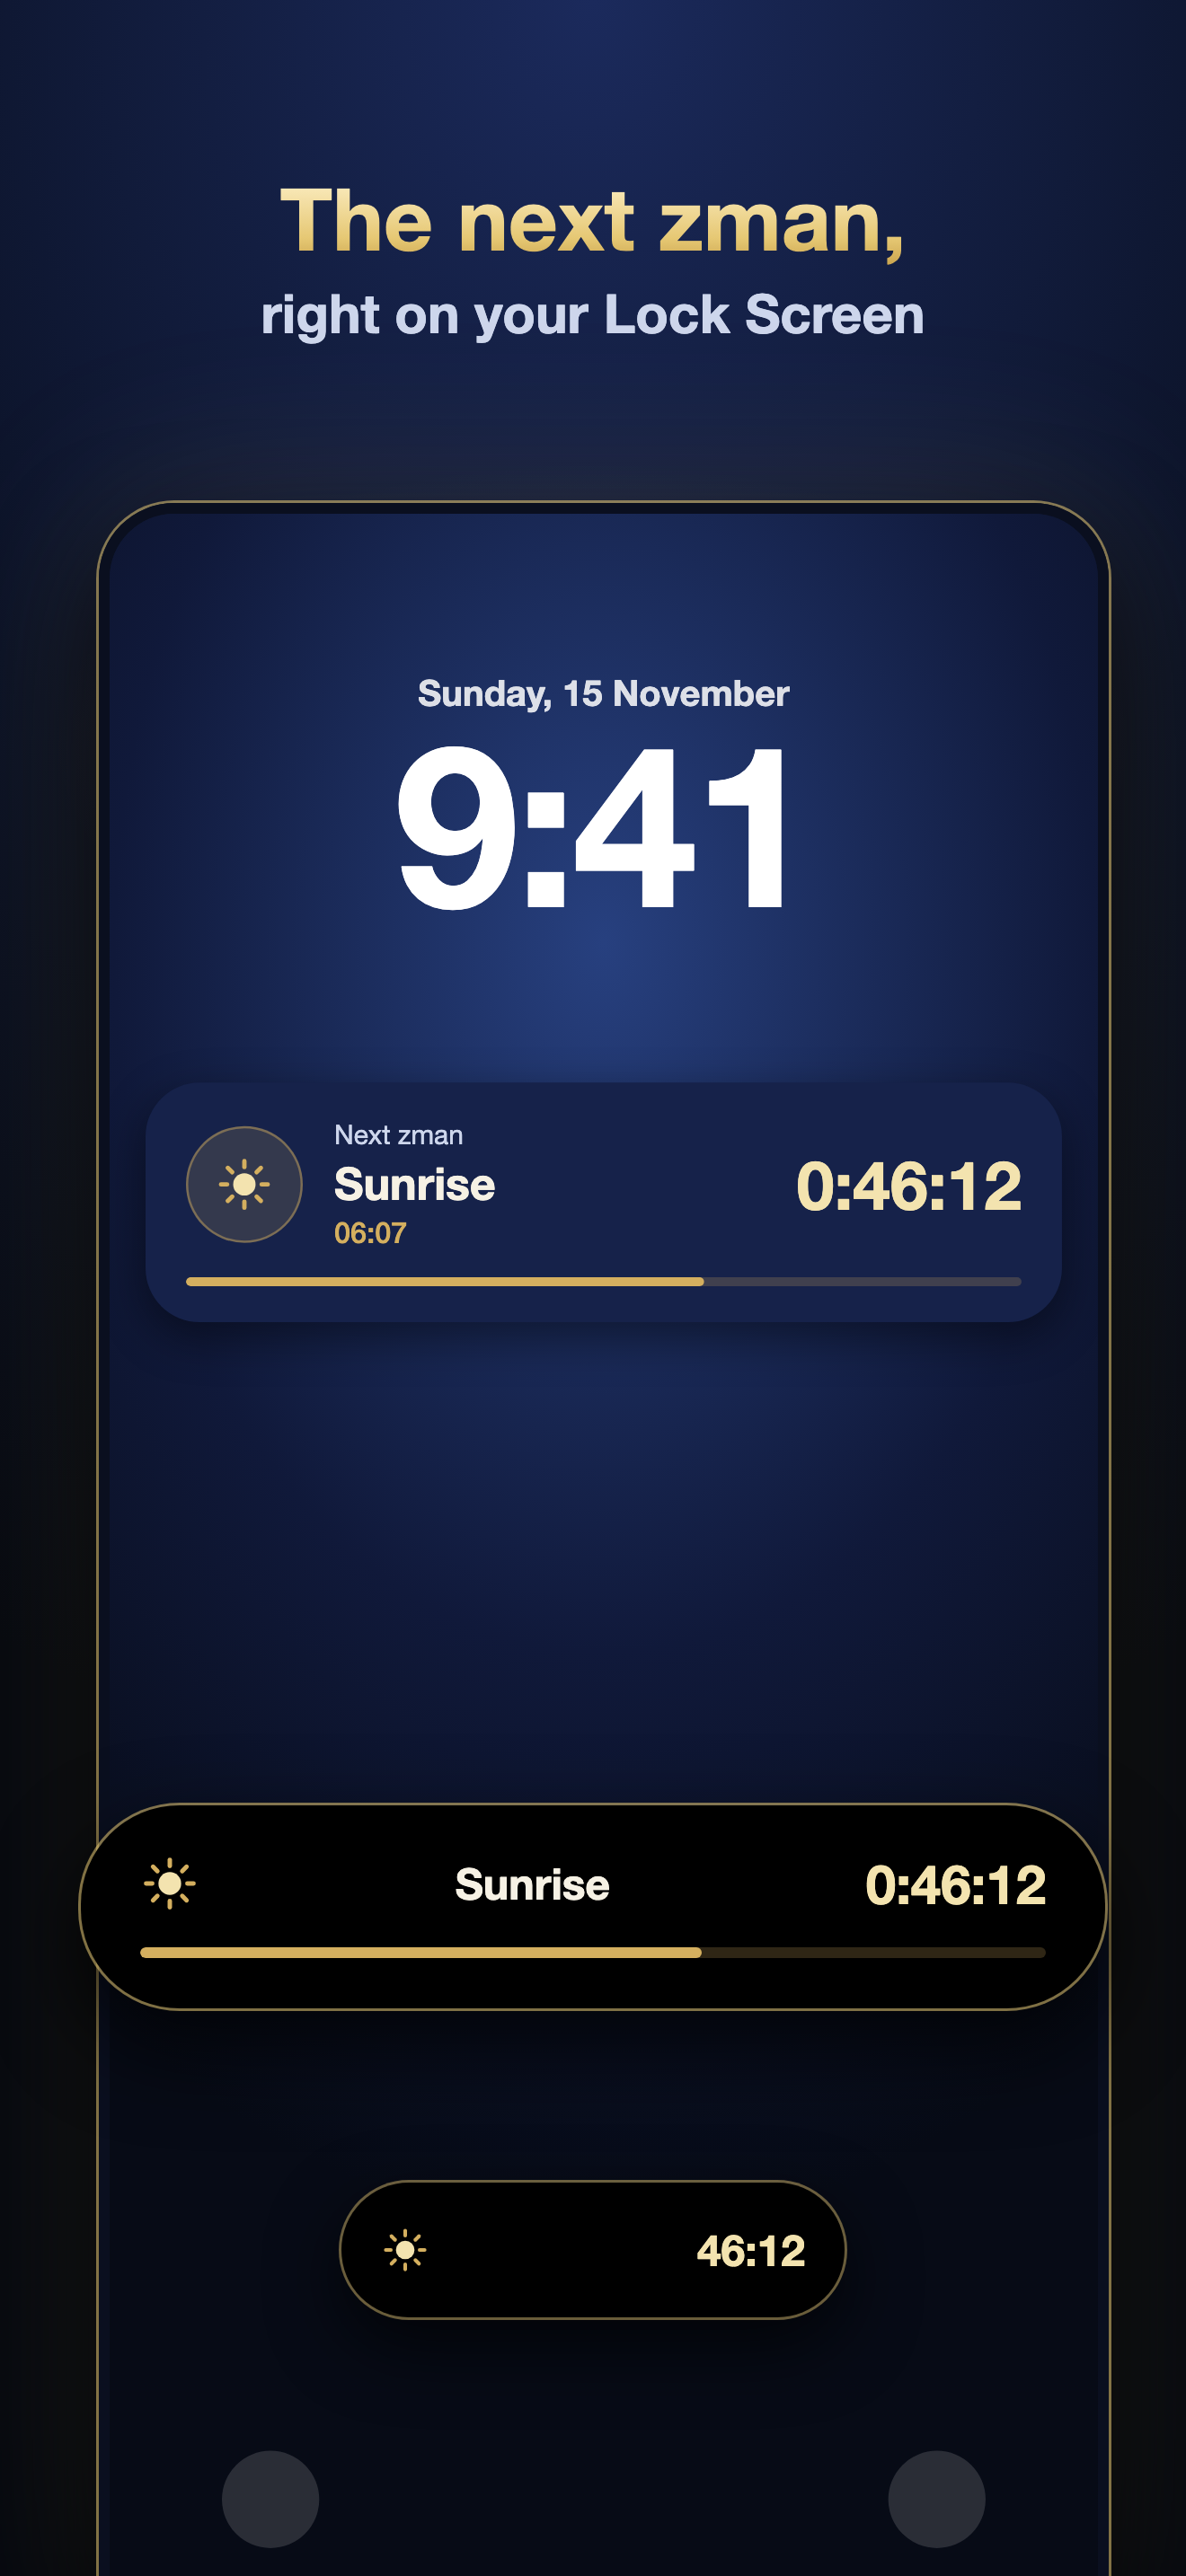 The next zman,
right on your Lock Screen
Sunday, 15 November
9:41
Next zman
Sunrise
0:46:12
06:07
Sunrise
0:46:12
46:12